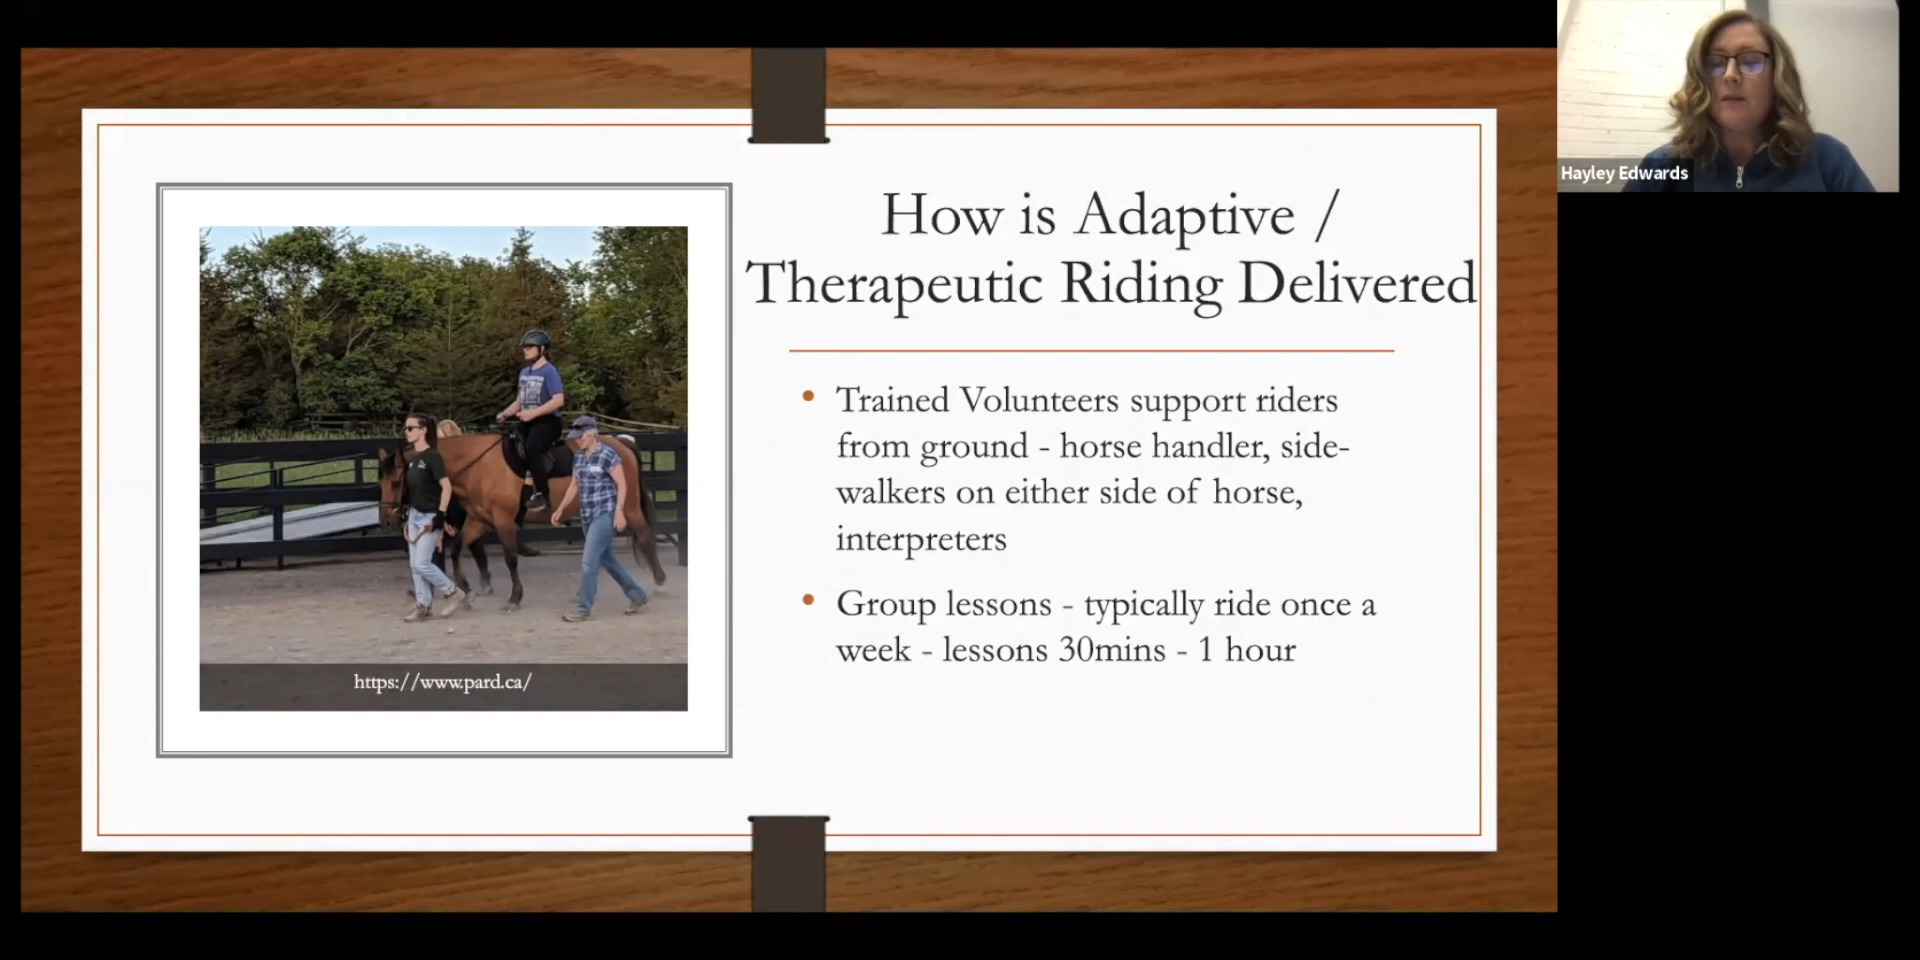 How is Adaptive /
Therapeutic Riding Delivered
Trained Volunteers support riders
from ground - horse handler, side-
walkers on either side of horse,
interpreters
Group lessons - typically ride once a
week - lessons 30mins - 1 hour
https://www.pard.ca/
Hayley Edwards